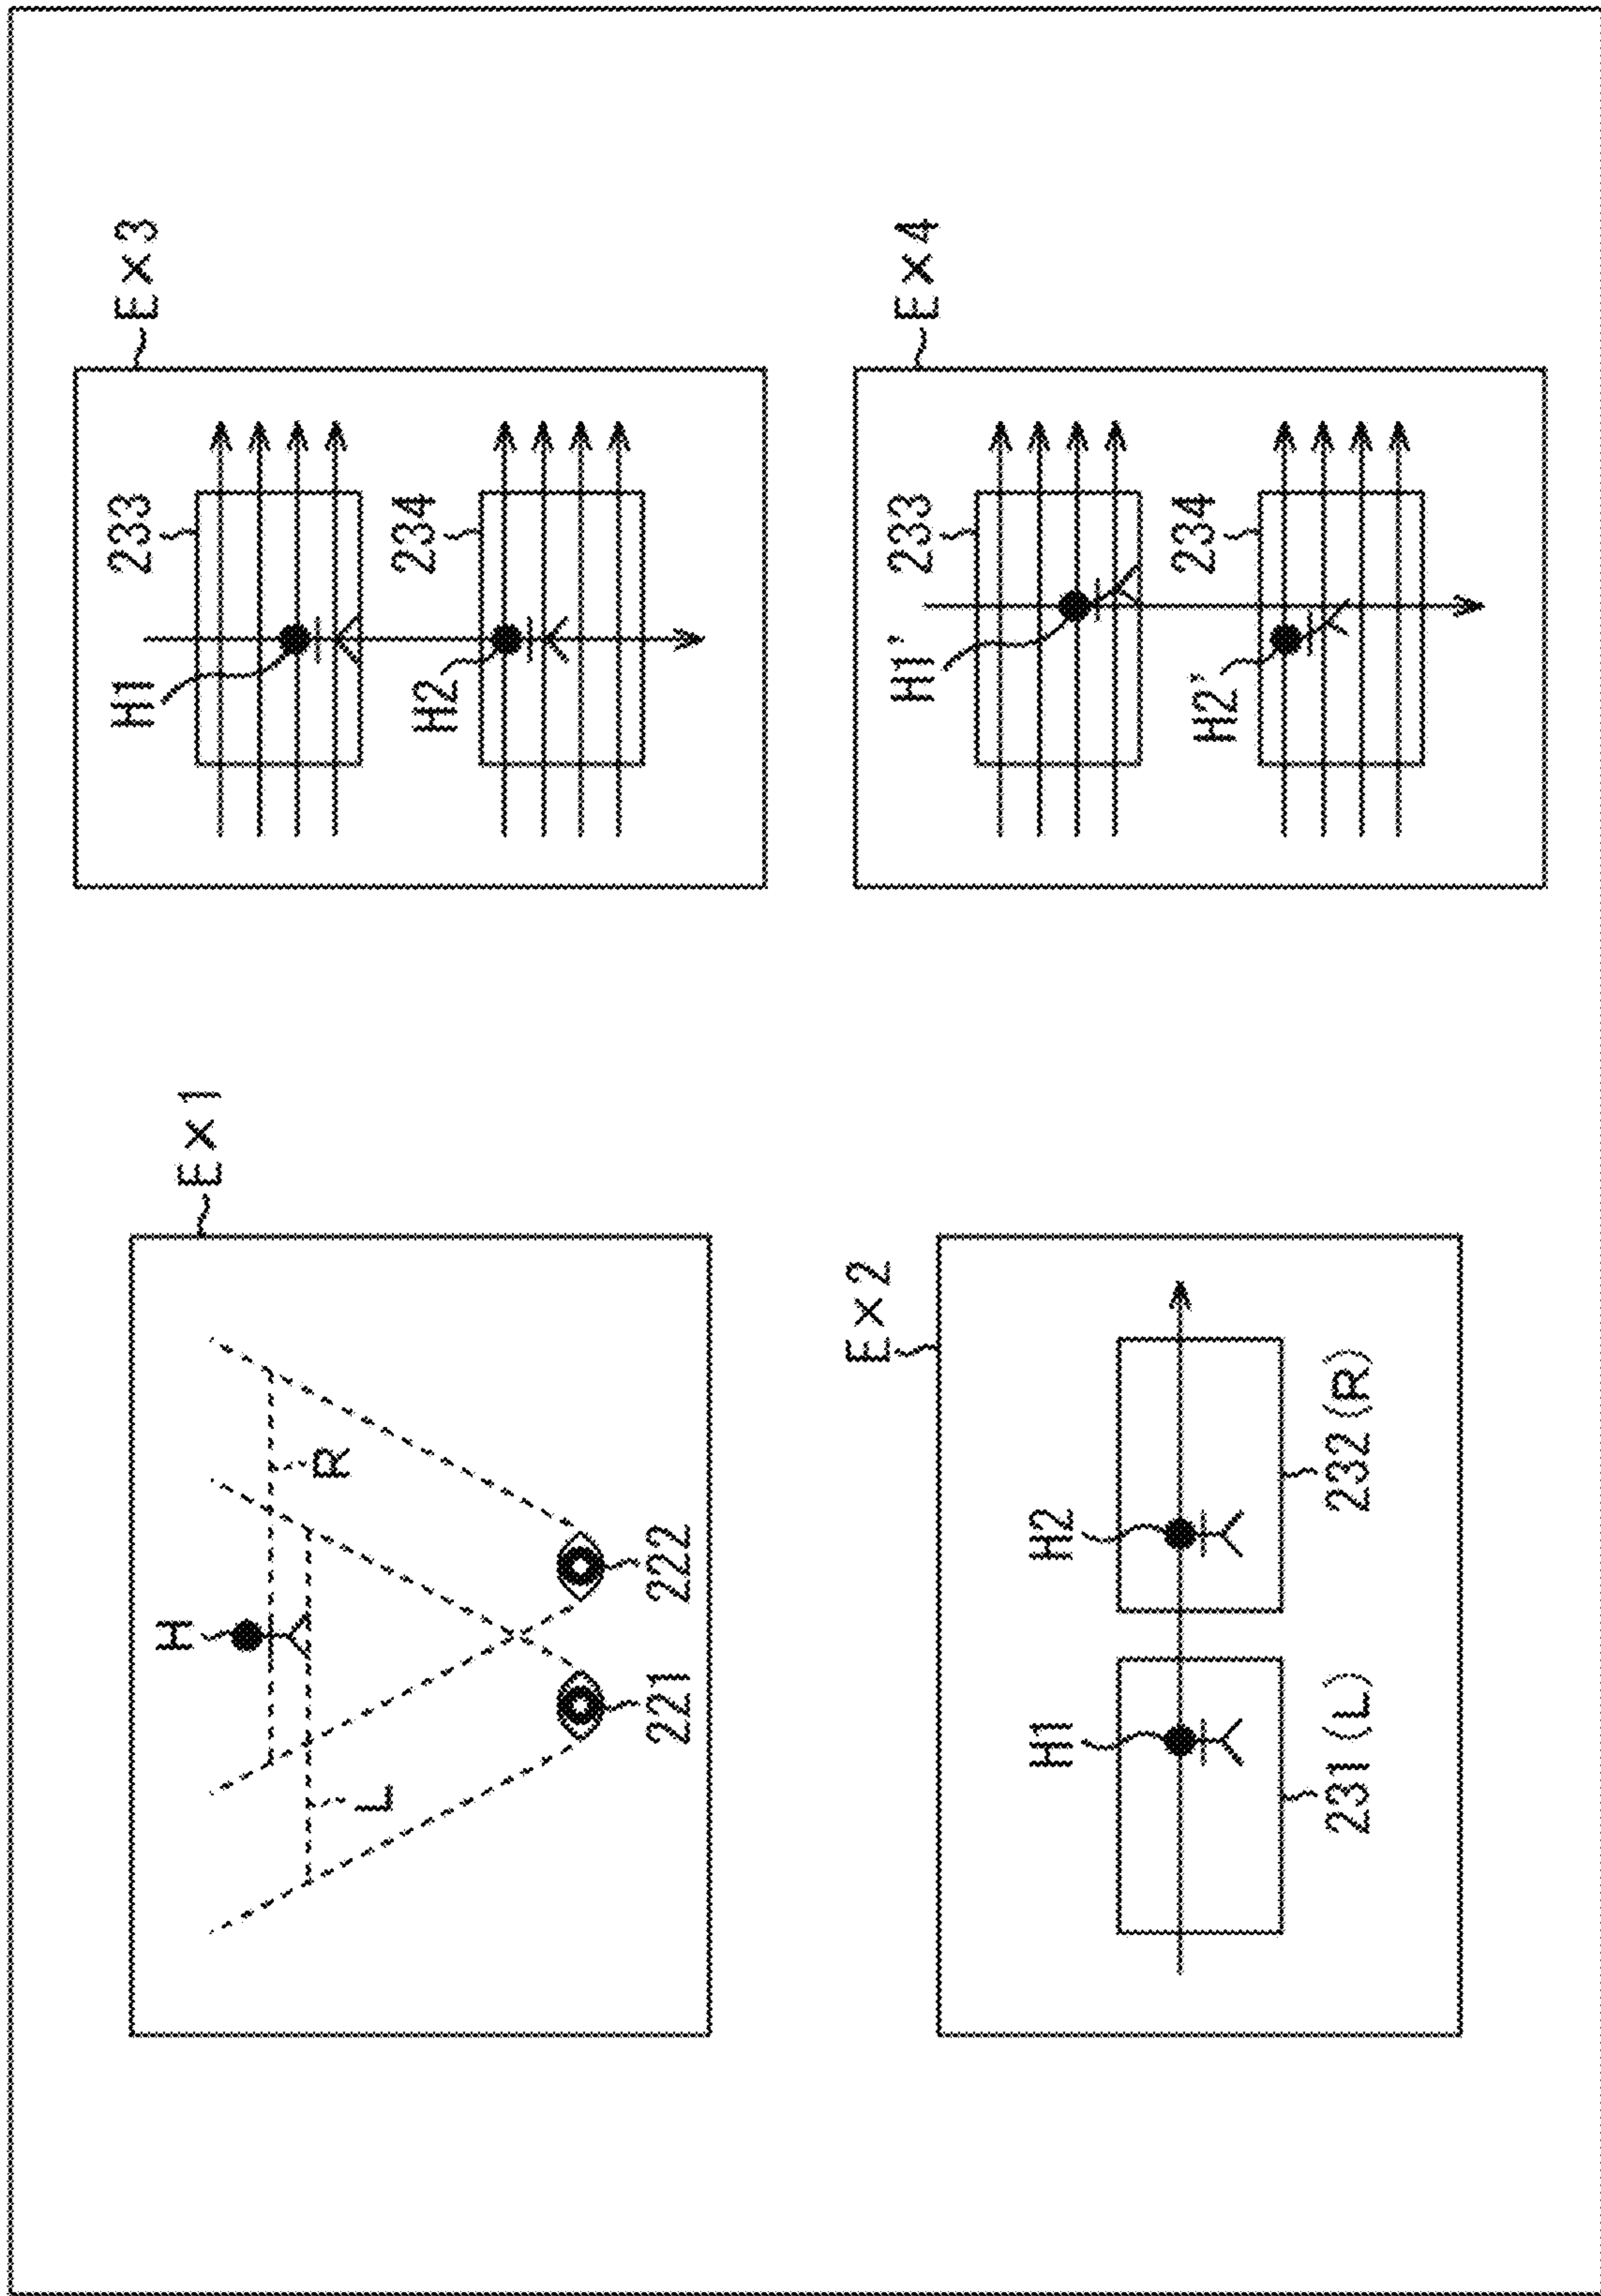 E×1
H
R
L
221
222
E×2
H1
H2
231(L)
232(R)
E×3
233
H1
234
H2
E×4
233
H1'
234
H2'